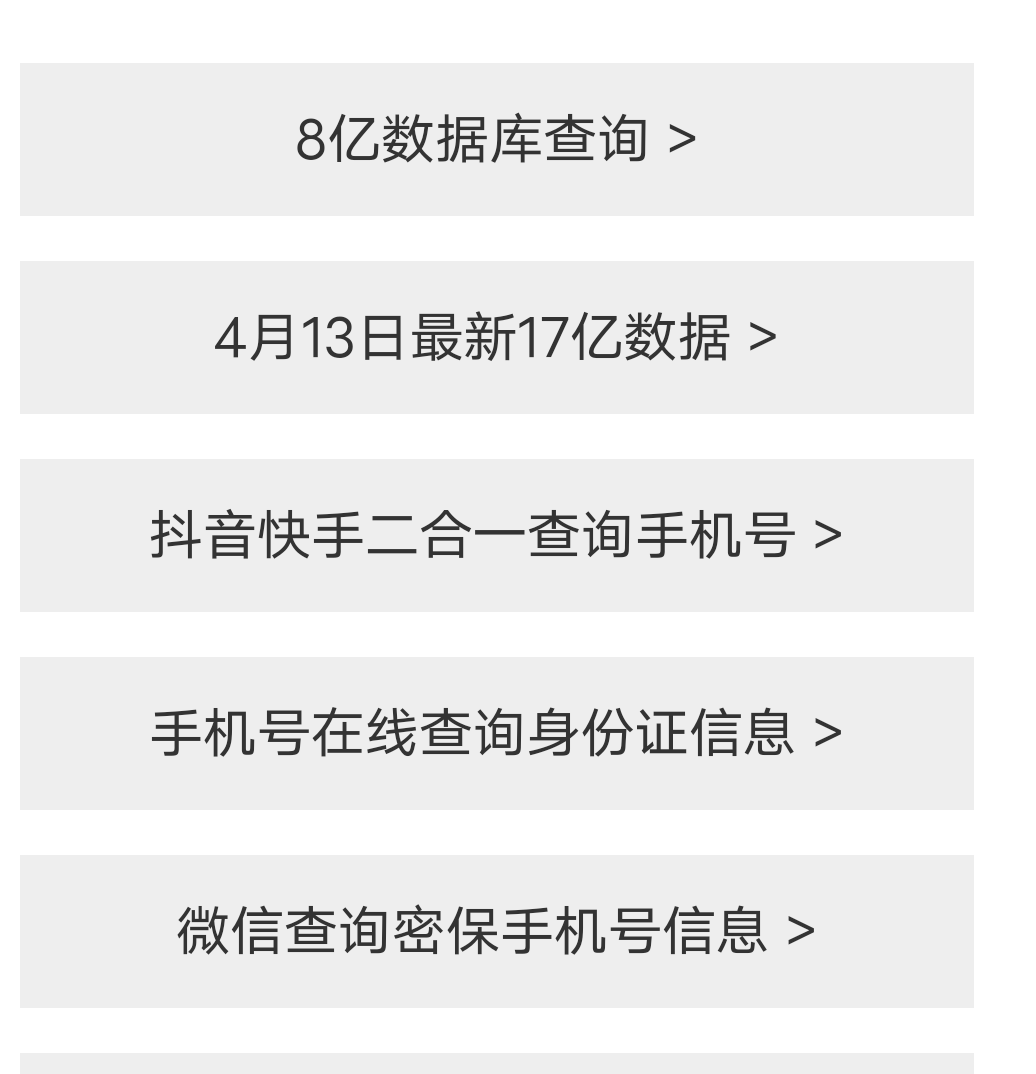 8亿数据库查询 >
4月13日最新17亿数据 >
抖音快手二合一查询手机号 >
手机号在线查询身份证信息 >
微信查询密保手机号信息 >